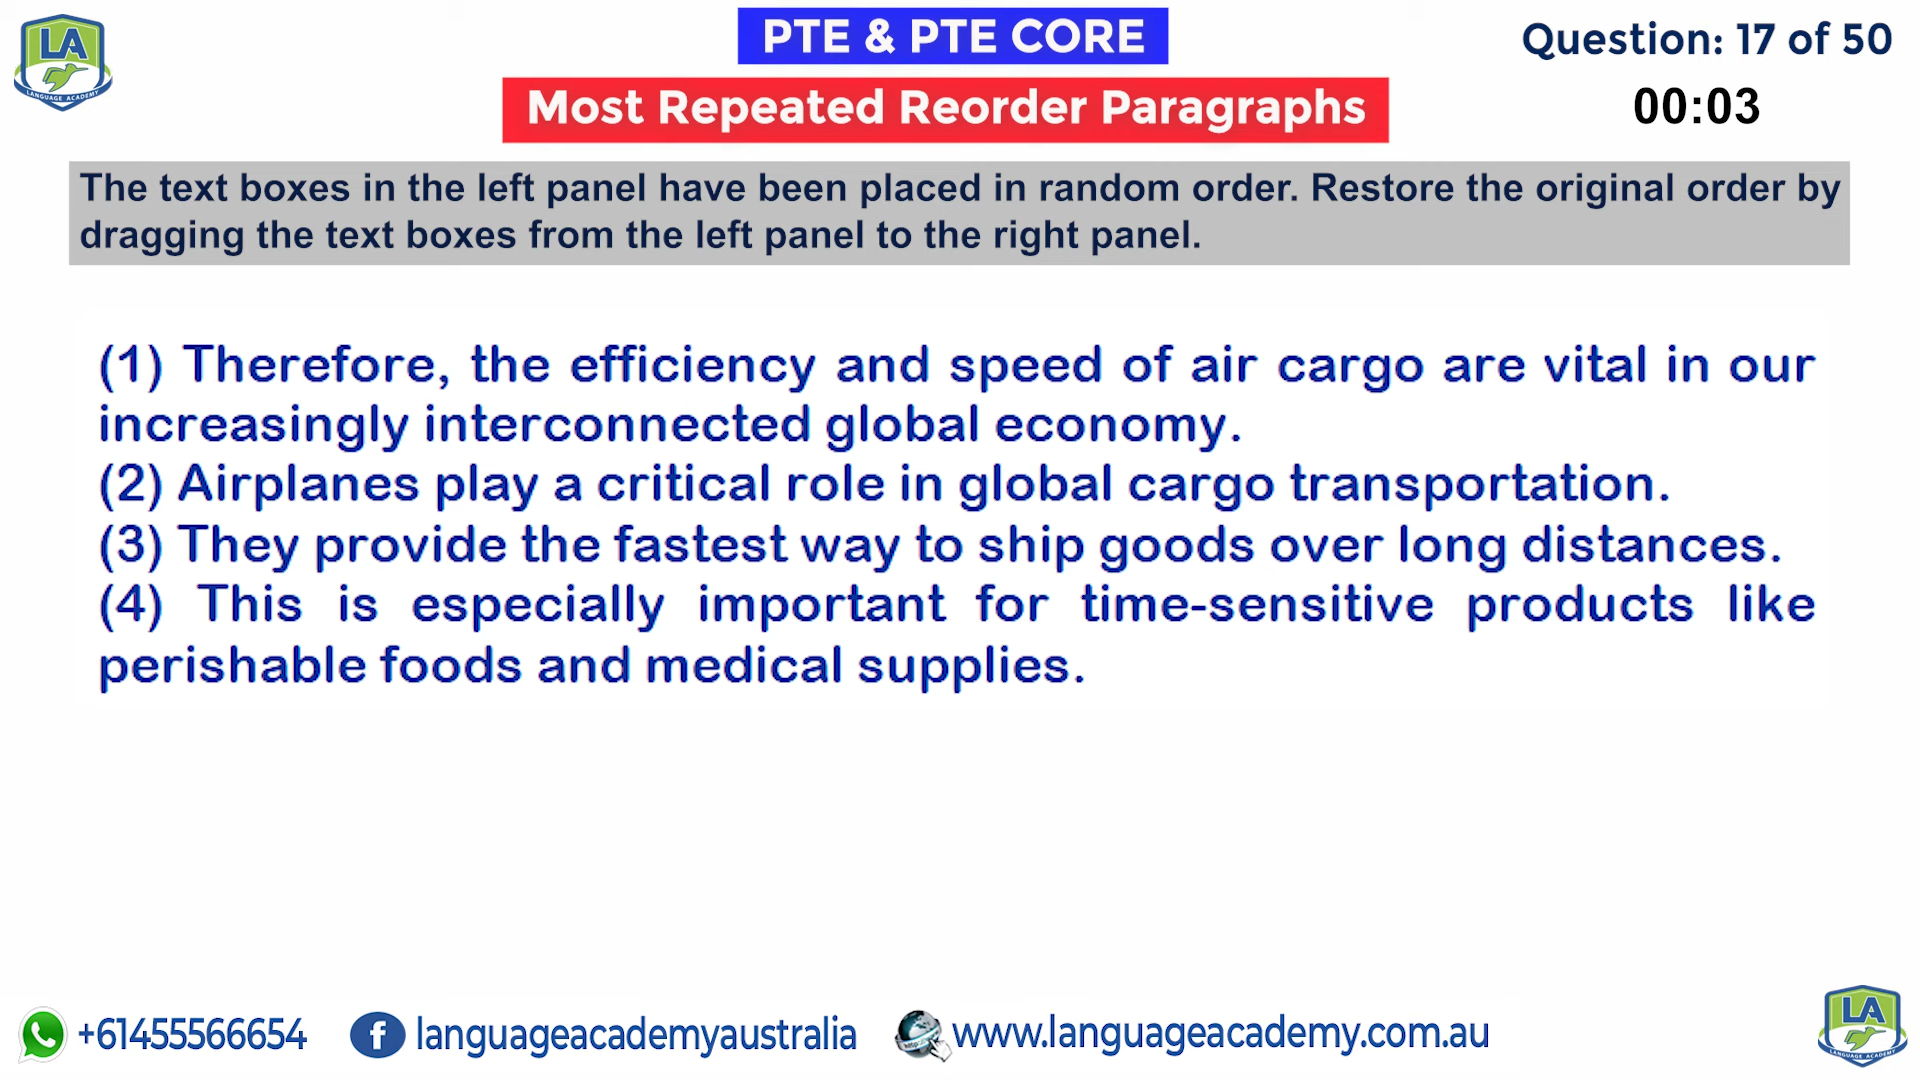 LA
LANGUAGE ACADEMY
PTE & PTE CORE
Question: 17 of 50
Most Repeated Reorder Paragraphs
00:03
The text boxes in the left panel have been placed in random order. Restore the original order by
dragging the text boxes from the left panel to the right panel.
(1) Therefore, the efficiency and speed of air cargo are vital in our
increasingly interconnected global economy.
(2) Airplanes play a critical role in global cargo transportation.
(3) They provide the fastest way to ship goods over long distances.
(4) This is especially important for time-sensitive products like
perishable foods and medical supplies.
+61455566654
f languageacademyaustralia
http:// www.languageacademy.com.au
LA
LANGUAGE ACADEMY